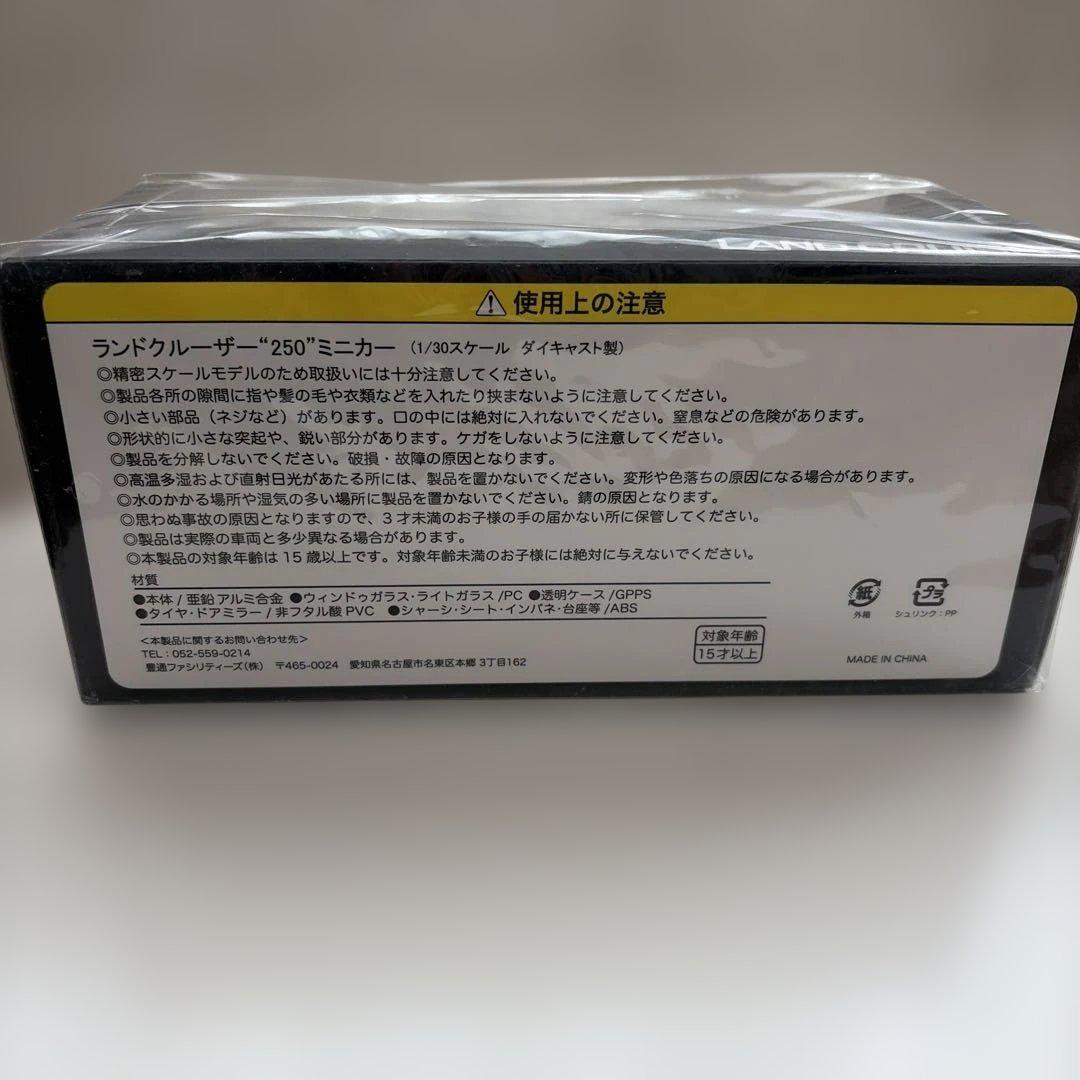 LAND CRUI
⚠ 使用上の注意
ランドクルーザー“250”ミニカー (1/30スケール ダイキャスト製)
◎精密スケールモデルのため取扱いには十分注意してください。
◎製品各所の隙間に指や髪の毛や衣類などを入れたり挟まないように注意してください。
◎小さい部品（ネジなど）があります。口の中には絶対に入れないでください。窒息などの危険があります。
◎形状的に小さな突起や、鋭い部分があります。ケガをしないように注意してください。
◎製品を分解しないでください。破損・故障の原因となります。
◎高温多湿および直射日光があたる所には、製品を置かないでください。変形や色落ちの原因になる場合があります。
◎水のかかる場所や湿気の多い場所に製品を置かないでください。錆の原因となります。
◎思わぬ事故の原因となりますので、3才未満のお子様の手の届かない所に保管してください。
◎製品は実際の車両と多少異なる場合があります。
◎本製品の対象年齢は15歳以上です。対象年齢未満のお子様には絶対に与えないでください。
材質
●本体/亜鉛 アルミ合金 ●ウィンドゥガラス・ライトガラス/PC ●透明ケース/GPPS
●タイヤ・ドアミラー/非フタル酸PVC ●シャーシ・シート・インパネ・台座等/ABS
紙 外箱
プラ シュリンク：PP
<本製品に関するお問い合わせ先>
TEL：052-559-0214
豊通ファシリティーズ(株) 〒465-0024 愛知県名古屋市名東区本郷 3丁目162
対象年齢
15才以上
MADE IN CHINA